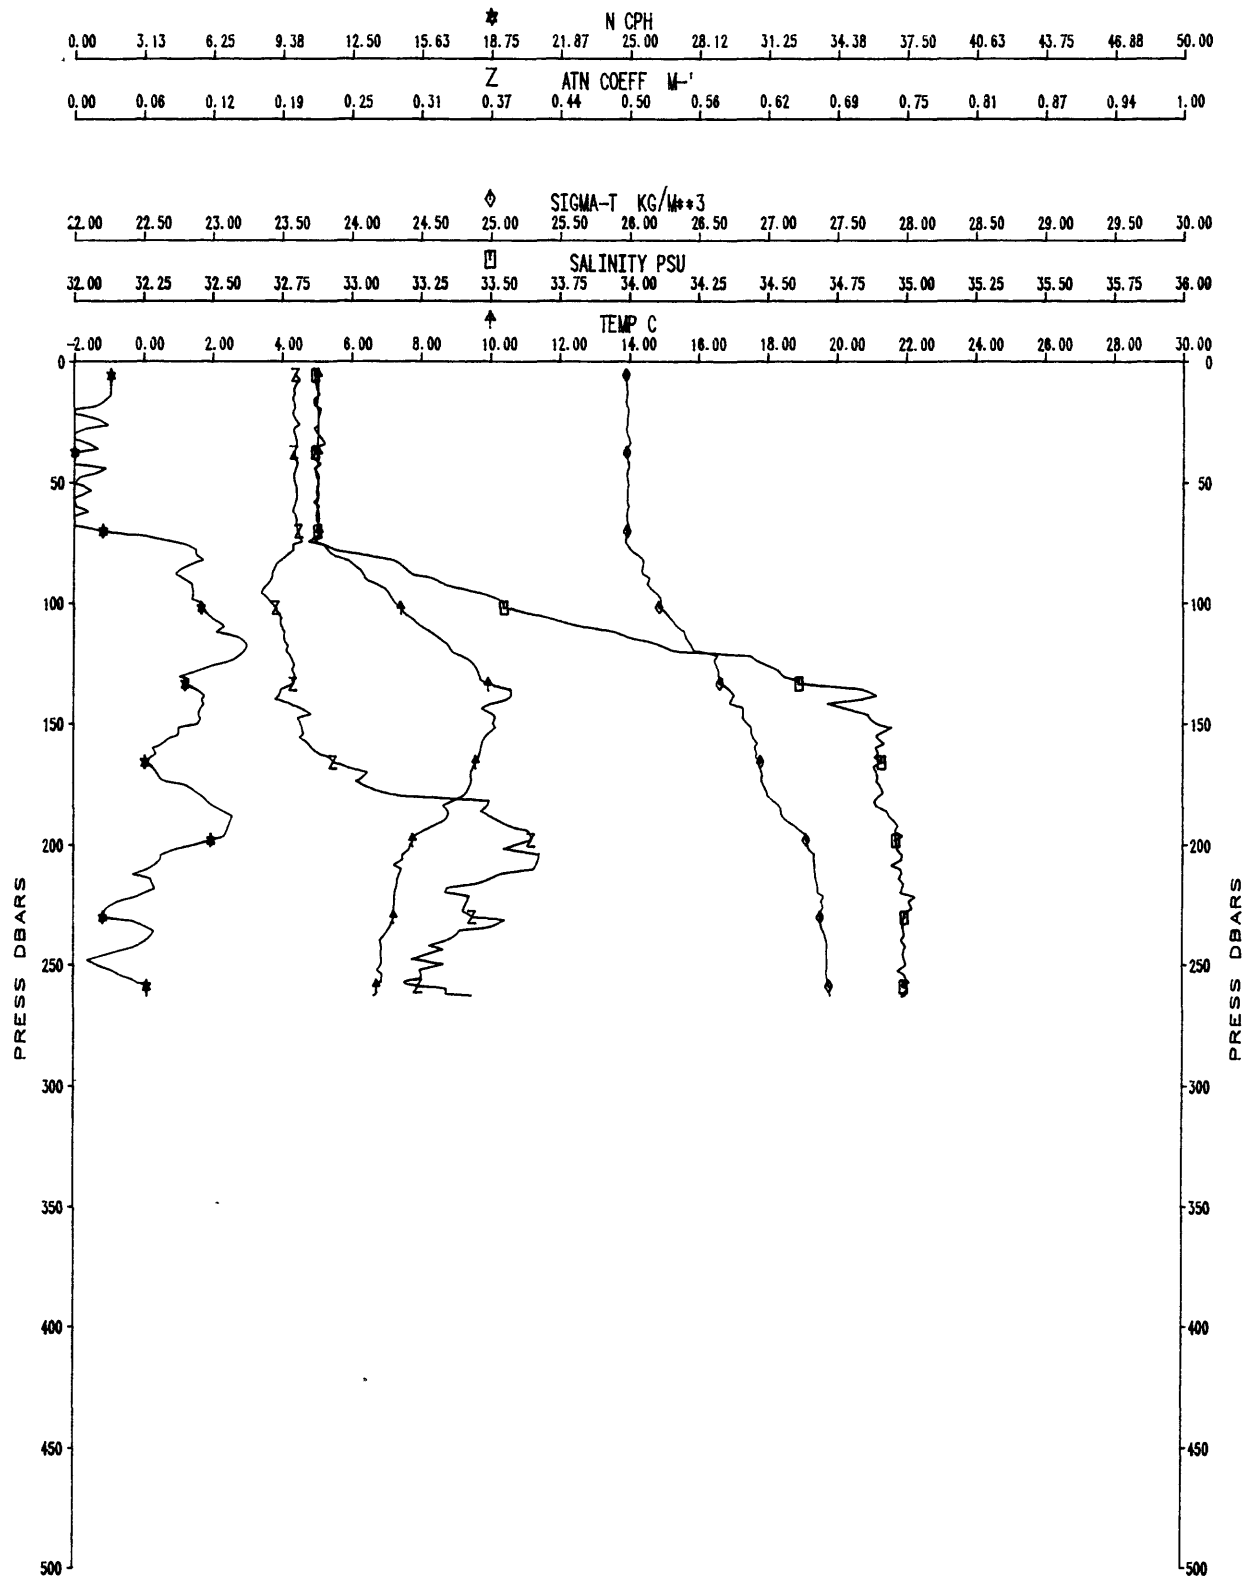 N CPH
0.00 3.13 6.25 9.38 12.50 15.63 18.75 21.87 25.00 28.12 31.25 34.38 37.50 40.63 43.75 46.88 50.00
Z ATN COEFF M-¹
0.00 0.06 0.12 0.19 0.25 0.31 0.37 0.44 0.50 0.56 0.62 0.69 0.75 0.81 0.87 0.94 1.00
SIGMA-T KG/M**3
22.00 22.50 23.00 23.50 24.00 24.50 25.00 25.50 26.00 26.50 27.00 27.50 28.00 28.50 29.00 29.50 30.00
SALINITY PSU
32.00 32.25 32.50 32.75 33.00 33.25 33.50 33.75 34.00 34.25 34.50 34.75 35.00 35.25 35.50 35.75 36.00
TEMP C
-2.00 0.00 2.00 4.00 6.00 8.00 10.00 12.00 14.00 16.00 18.00 20.00 22.00 24.00 26.00 28.00 30.00
0 0
50 50
100 100
150 150
200 200
250 250
300 300
350 350
400 400
450 450
500 500
PRESS DBARS
PRESS DBARS